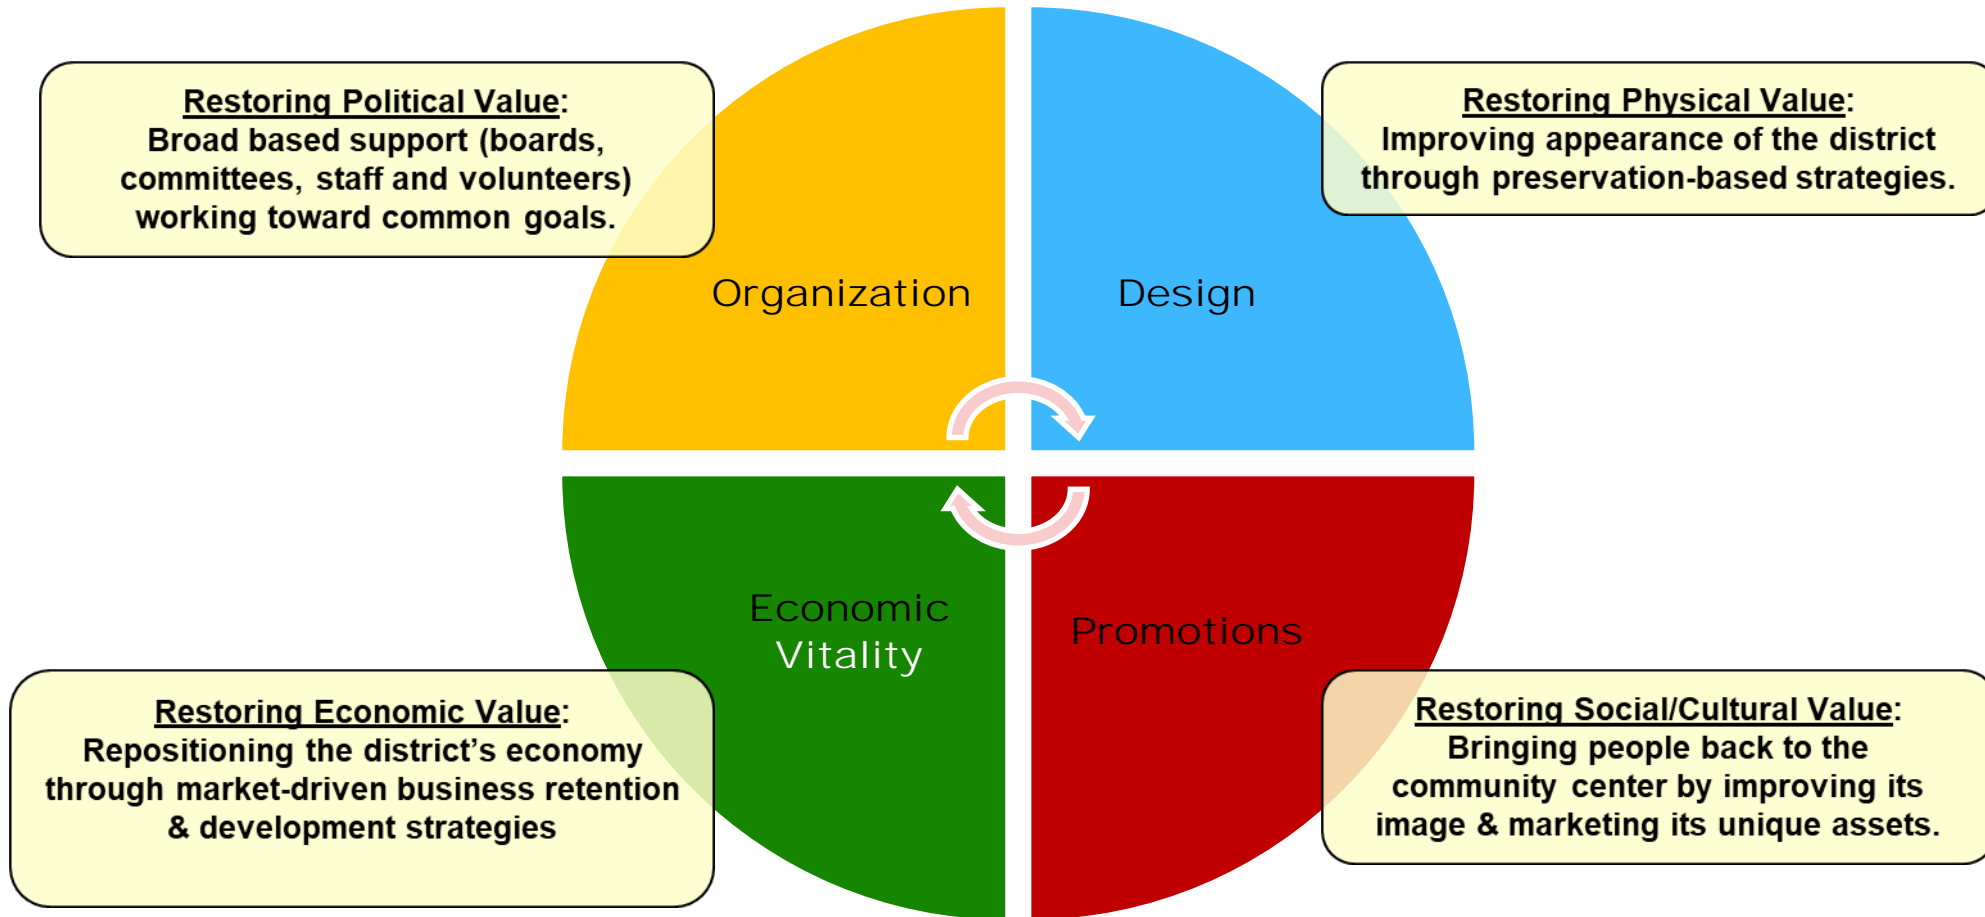 Restoring Political Value:
Broad based support (boards,
committees, staff and volunteers)
working toward common goals.
Restoring Physical Value:
Improving appearance of the district
through preservation-based strategies.
Organization
Design
Economic
Vitality
Promotions
Restoring Economic Value:
Repositioning the district’s economy
through market-driven business retention
& development strategies
Restoring Social/Cultural Value:
Bringing people back to the
community center by improving its
image & marketing its unique assets.